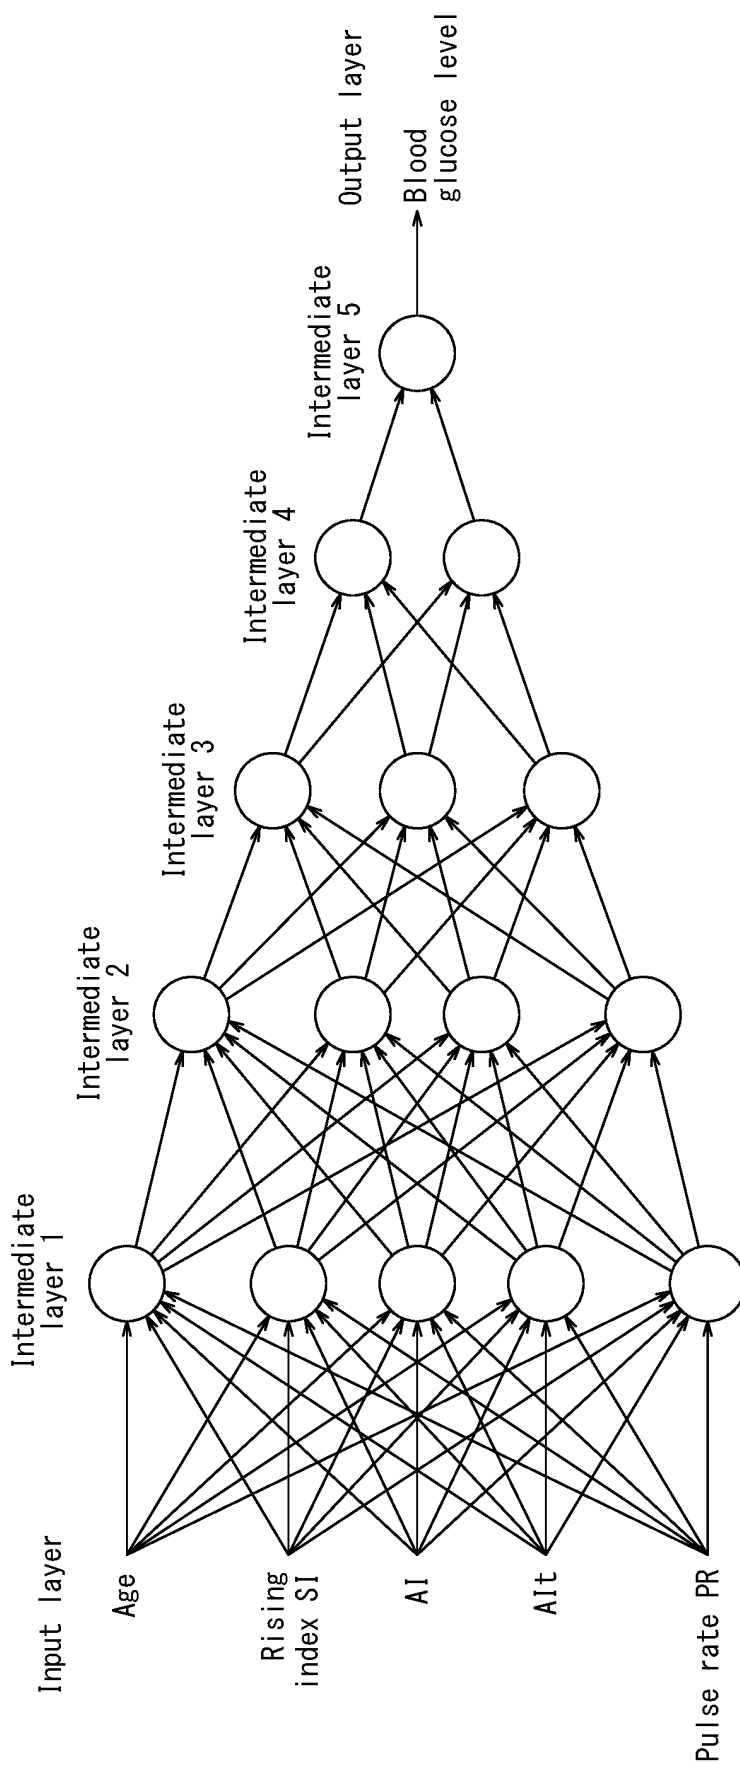 Input layer
Age
Rising
index SI
AI
AIt
Pulse rate PR
Intermediate
layer 1
Intermediate
layer 2
Intermediate
layer 3
Intermediate
layer 4
Intermediate
layer 5
Output layer
Blood
glucose level